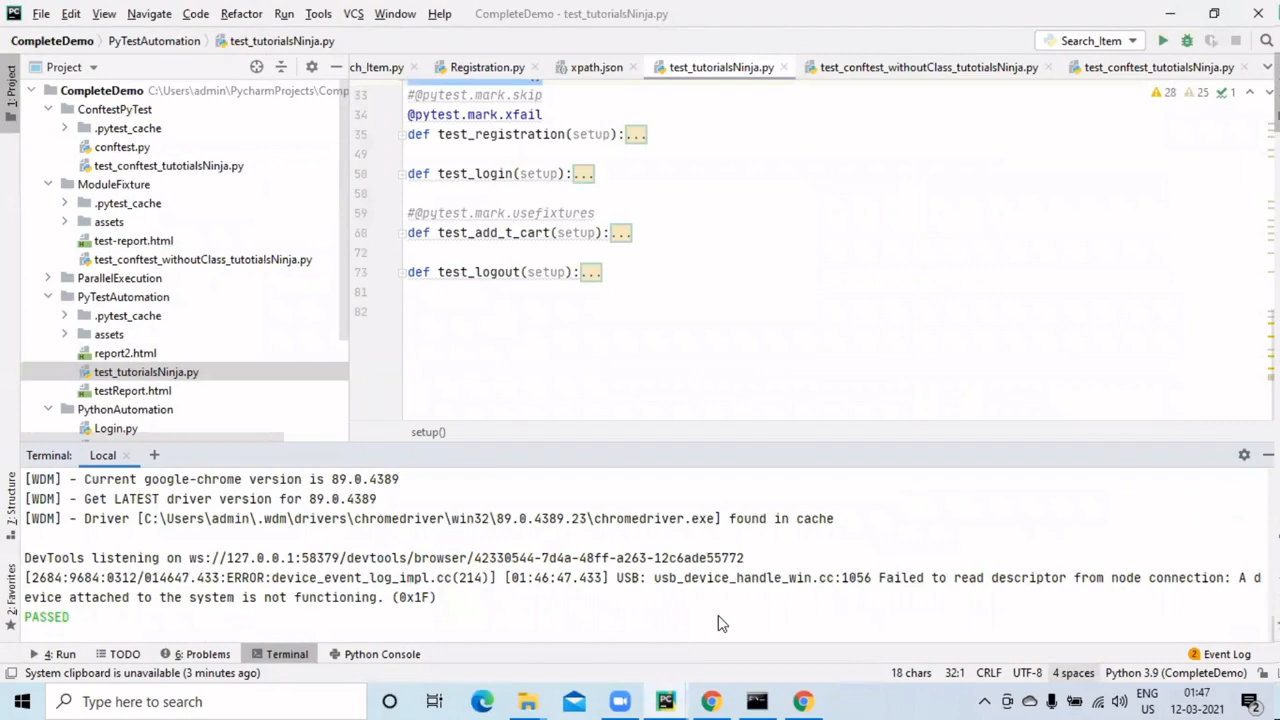 File Edit View Navigate Code Refactor Run Tools VCS Window Help CompleteDemo - test_tutorialsNinja.py
CompleteDemo PyTestAutomation test_tutorialsNinja.py Search_Item
Project ch_Item.py Registration.py xpath.json test_tutorialsNinja.py test_conftest_withoutClass_tutotialsNinja.py test_conftest_tutotialsNinja.py
1: Project
CompleteDemo C:\Users\admin\PycharmProjects\Comp
ConftestPyTest
.pytest_cache
conftest.py
test_conftest_tutotialsNinja.py
ModuleFixture
.pytest_cache
assets
test-report.html
test_conftest_withoutClass_tutotialsNinja.py
ParallelExecution
PyTestAutomation
.pytest_cache
assets
report2.html
test_tutorialsNinja.py
testReport.html
PythonAutomation
Login.py
28 25 1
33 #@pytest.mark.skip
34 @pytest.mark.xfail
35 def test_registration(setup):...
49
50 def test_login(setup):...
58
59 #@pytest.mark.usefixtures
60 def test_add_t_cart(setup):...
72
73 def test_logout(setup):...
81
82
setup()
Terminal: Local
[WDM] - Current google-chrome version is 89.0.4389
[WDM] - Get LATEST driver version for 89.0.4389
[WDM] - Driver [C:\Users\admin\.wdm\drivers\chromedriver\win32\89.0.4389.23\chromedriver.exe] found in cache
DevTools listening on ws://127.0.0.1:58379/devtools/browser/42330544-7d4a-48ff-a263-12c6ade55772
[2684:9684:0312/014647.433:ERROR:device_event_log_impl.cc(214)] [01:46:47.433] USB: usb_device_handle_win.cc:1056 Failed to read descriptor from node connection: A d
evice attached to the system is not functioning. (0x1F)
PASSED
Z: Structure
2: Favorites
4: Run TODO 6: Problems Terminal Python Console 2 Event Log
System clipboard is unavailable (3 minutes ago) 18 chars 32:1 CRLF UTF-8 4 spaces Python 3.9 (CompleteDemo)
Type here to search
ENG
US
01:47
12-03-2021
2